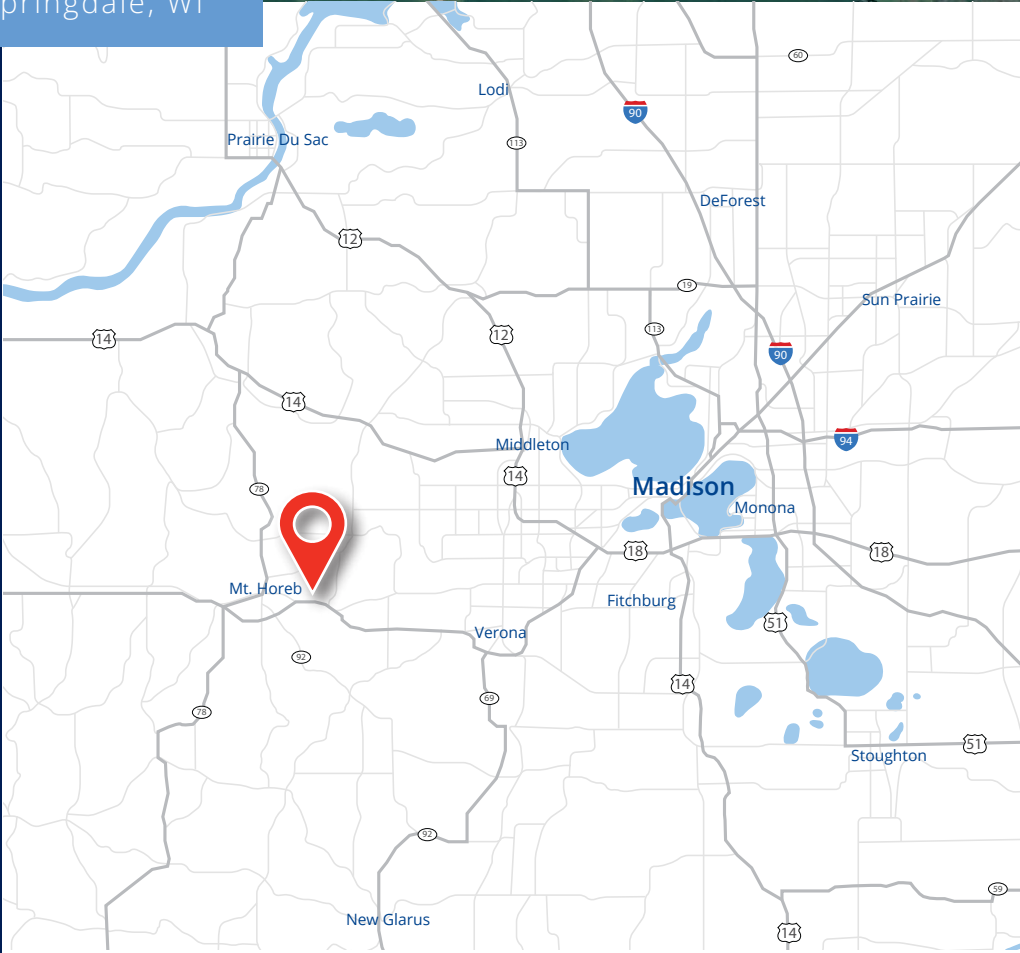 pringdale, WI
60
Lodi
90
Prairie Du Sac
113
DeForest
12
19
Sun Prairie
113
14
12
90
14
Middleton
94
14
78
Madison
Monona
18
18
Mt. Horeb
Fitchburg
51
Verona
92
14
69
78
51
Stoughton
92
59
New Glarus
14